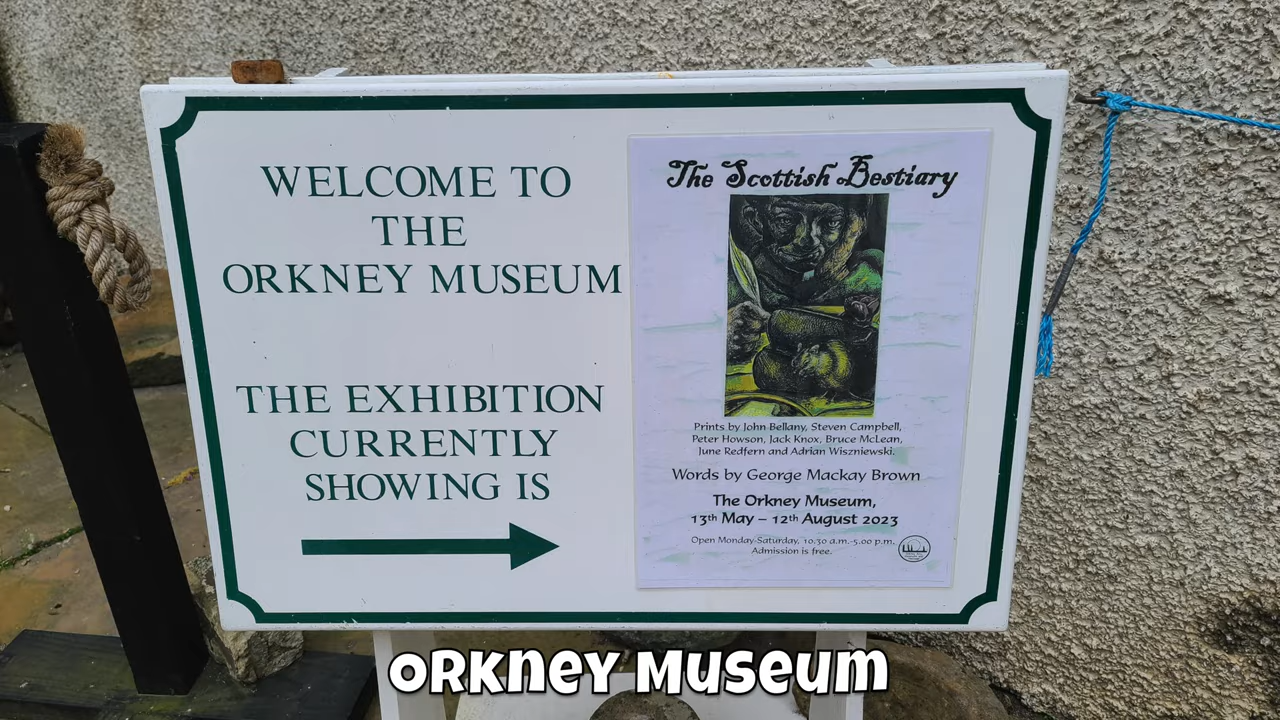 WELCOME TO
THE
ORKNEY MUSEUM
THE EXHIBITION
CURRENTLY
SHOWING IS
The Scottish Bestiary
Prints by John Bellany, Steven Campbell,
Peter Howson, Jack Knox, Bruce McLean,
June Redfern and Adrian Wiszniewski.
Words by George Mackay Brown
The Orkney Museum,
13th May – 12th August 2023
Open Monday-Saturday, 10.30 a.m.-5.00 p.m.
Admission is free.
ORKNEY MUSEUM